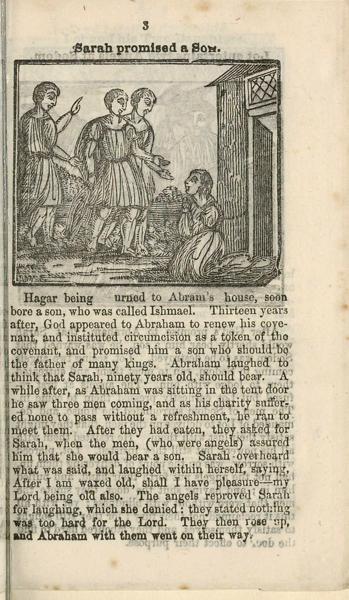 3
Sarah promised a Son.
Hagar being urned to Abram's house, soon
bore a son, who was called Ishmael. Thirteen years
after, God appeared to Abraham to renew his cove-
nant, and instituted circumcision as a token of the
covenant, and promised him a son who should be
the father of many kings. Abraham laughed to
think that Sarah, ninety years old, should bear. A
while after, as Abraham was sitting in the tent door
he saw three men coming, and as his charity suffer-
ed none to pass without a refreshment, he ran to
meet them. After they had eaten, they asked for
Sarah, when the men, (who were angels) assured
him that she would bear a son. Sarah overheard
what was said, and laughed within herself, saying,
After I am waxed old, shall I have pleasure—my
Lord being old also. The angels reproved Sarah
for laughing, which she denied; they stated nothing
was too hard for the Lord. They then rose up,
and Abraham with them went on their way.